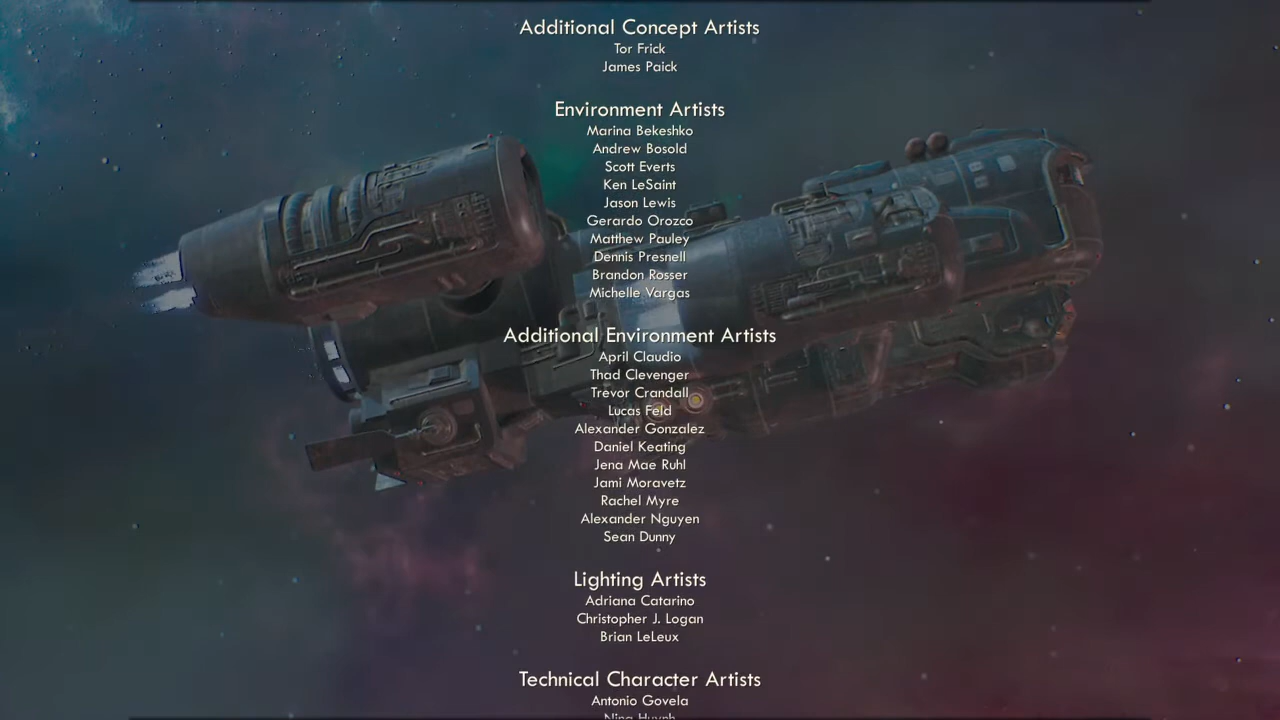 Additional Concept Artists
Tor Frick
James Paick
Environment Artists
Marina Bekeshko
Andrew Bosold
Scott Everts
Ken LeSaint
Jason Lewis
Gerardo Orozco
Matthew Pauley
Dennis Presnell
Brandon Rosser
Michelle Vargas
Additional Environment Artists
April Claudio
Thad Clevenger
Trevor Crandall
Lucas Feld
Alexander Gonzalez
Daniel Keating
Jena Mae Ruhl
Jami Moravetz
Rachel Myre
Alexander Nguyen
Sean Dunny
Lighting Artists
Adriana Catarino
Christopher J. Logan
Brian LeLeux
Technical Character Artists
Antonio Govela
Nina Huynh